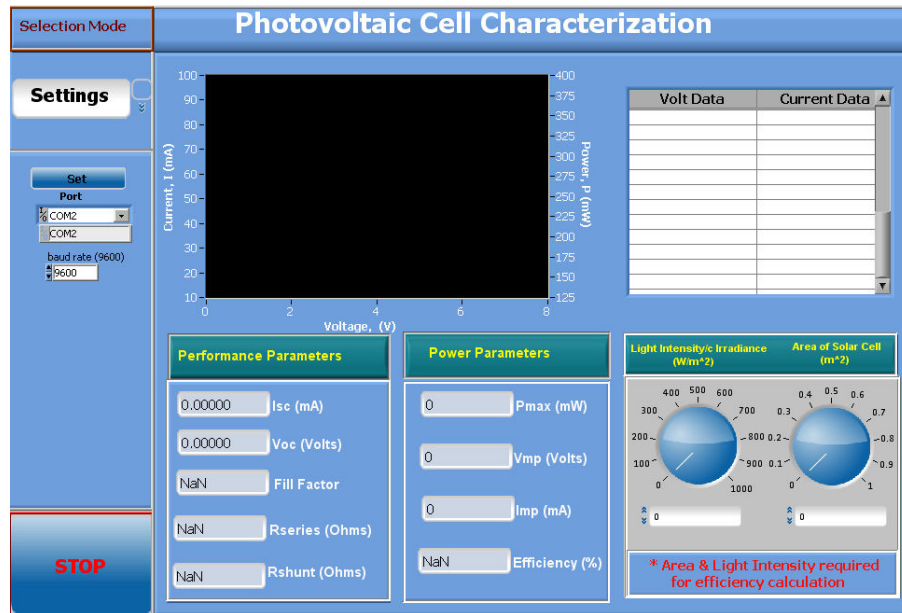 Selection Mode
Photovoltaic Cell Characterization
Settings
Set
Port
COM2
COM2
baud rate (9600)
9600
STOP
100
90
80
70
60
50
40
30
20
10
Current, I (mA)
0 2 4 6 8
Voltage, (V)
400
375
350
325
300
275
250
225
200
175
150
125
Power, P (mW)
Volt Data Current Data
Performance Parameters
0.00000 Isc (mA)
0.00000 Voc (Volts)
NaN Fill Factor
NaN Rseries (Ohms)
NaN Rshunt (Ohms)
Power Parameters
0 Pmax (mW)
0 Vmp (Volts)
0 Imp (mA)
NaN Efficiency (%)
Light Intensity/c Irradiance
(W/m^2)
Area of Solar Cell
(m^2)
0 100 200 300 400 500 600 700 800 900 1000
0
0 0.1 0.2 0.3 0.4 0.5 0.6 0.7 0.8 0.9 1
0
* Area & Light Intensity required
for efficiency calculation